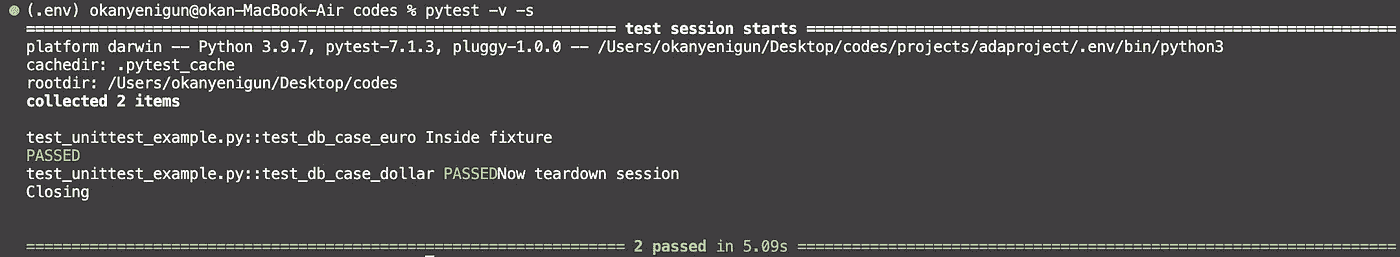 (.env) okanyenigun@okan-MacBook-Air codes % pytest -v -s
============================================================== test session starts ==============================================================
platform darwin -- Python 3.9.7, pytest-7.1.3, pluggy-1.0.0 -- /Users/okanyenigun/Desktop/codes/projects/adaproject/.env/bin/python3
cachedir: .pytest_cache
rootdir: /Users/okanyenigun/Desktop/codes
collected 2 items
test_unittest_example.py::test_db_case_euro Inside fixture
PASSED
test_unittest_example.py::test_db_case_dollar PASSEDNow teardown session
Closing
=============================================================== 2 passed in 5.09s ===============================================================